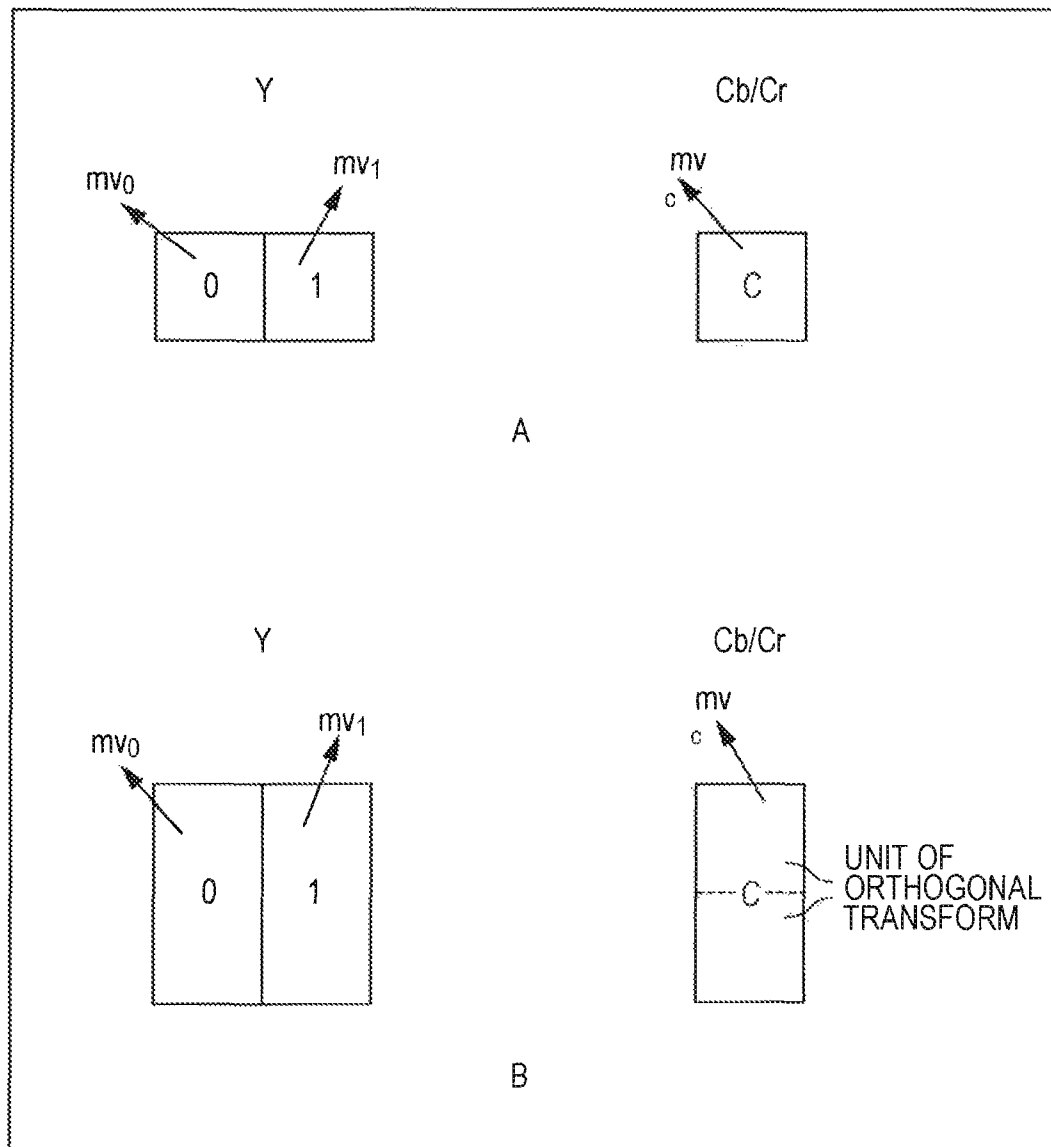 Y
Cb/Cr
mv0
mv1
mv
c
0
1
C
A
Y
Cb/Cr
mv0
mv1
mv
c
0
1
C
UNIT OF
ORTHOGONAL
TRANSFORM
B